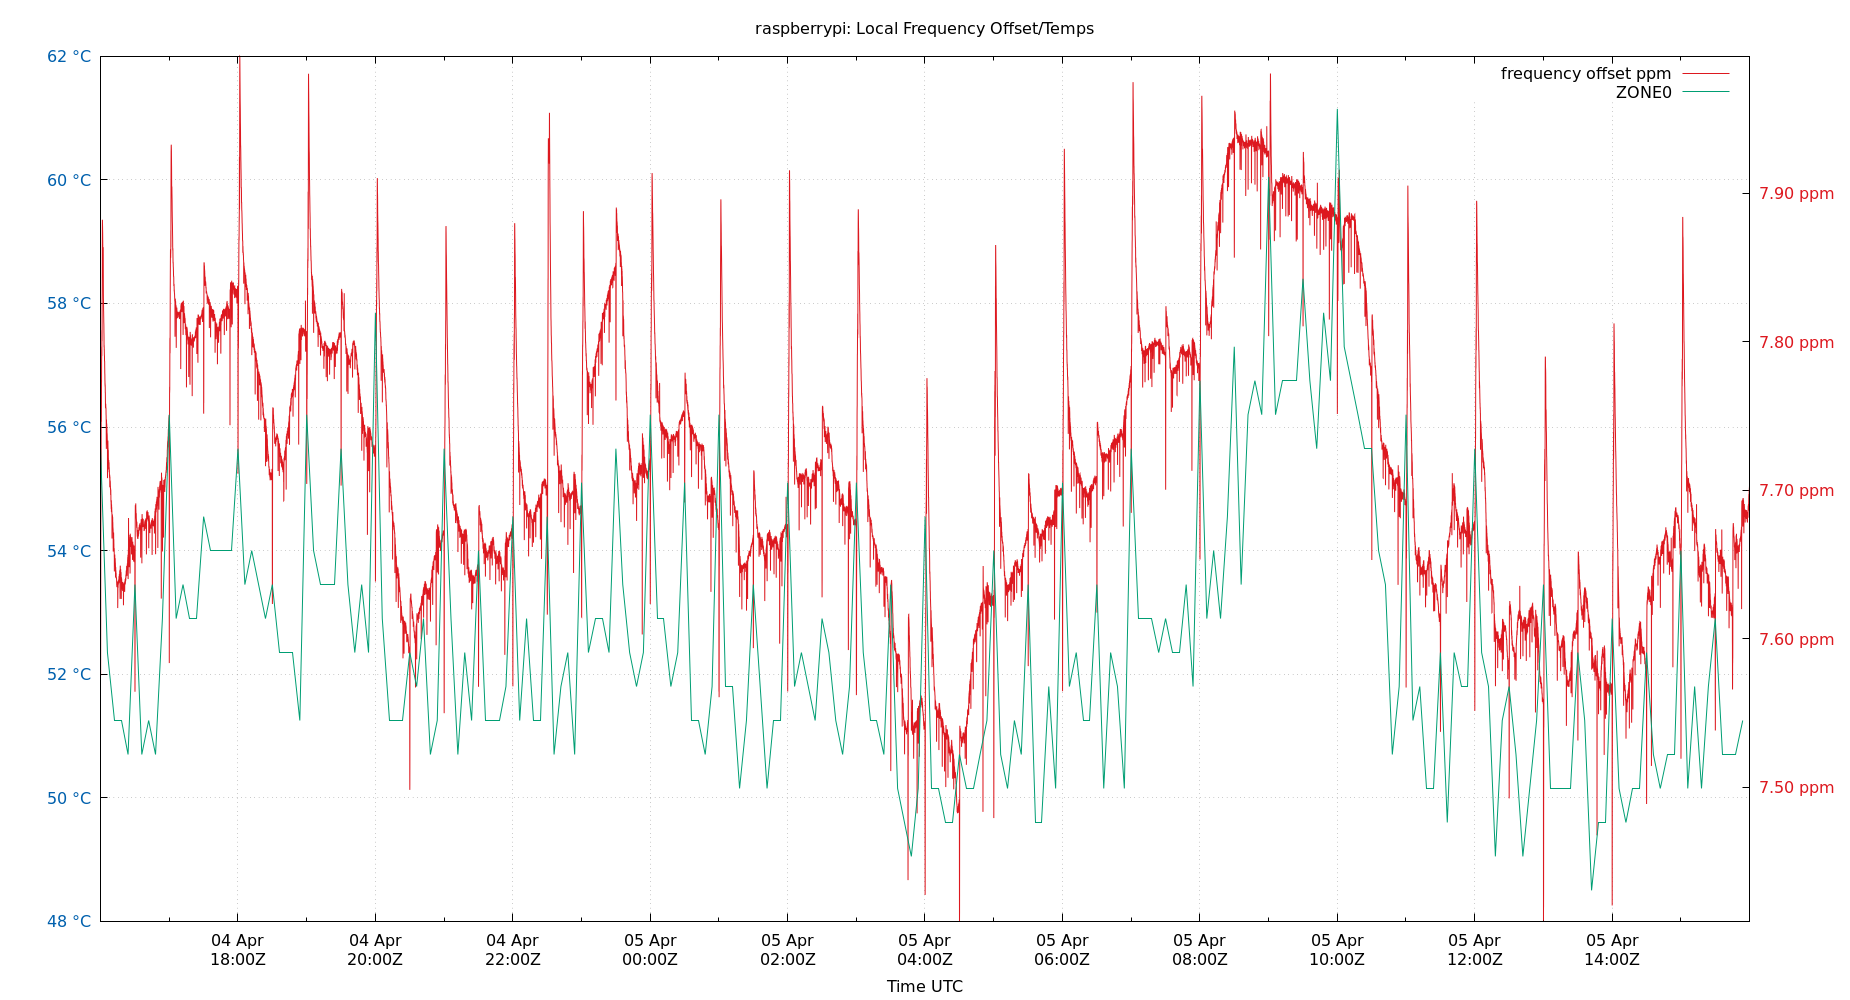 raspberrypi: Local Frequency Offset/Temps
frequency offset ppm
ZONE0
62 °C
60 °C
58 °C
56 °C
54 °C
52 °C
50 °C
48 °C
7.90 ppm
7.80 ppm
7.70 ppm
7.60 ppm
7.50 ppm
04 Apr 04 Apr 04 Apr 05 Apr 05 Apr 05 Apr 05 Apr 05 Apr 05 Apr 05 Apr 05 Apr
18:00Z 20:00Z 22:00Z 00:00Z 02:00Z 04:00Z 06:00Z 08:00Z 10:00Z 12:00Z 14:00Z
Time UTC